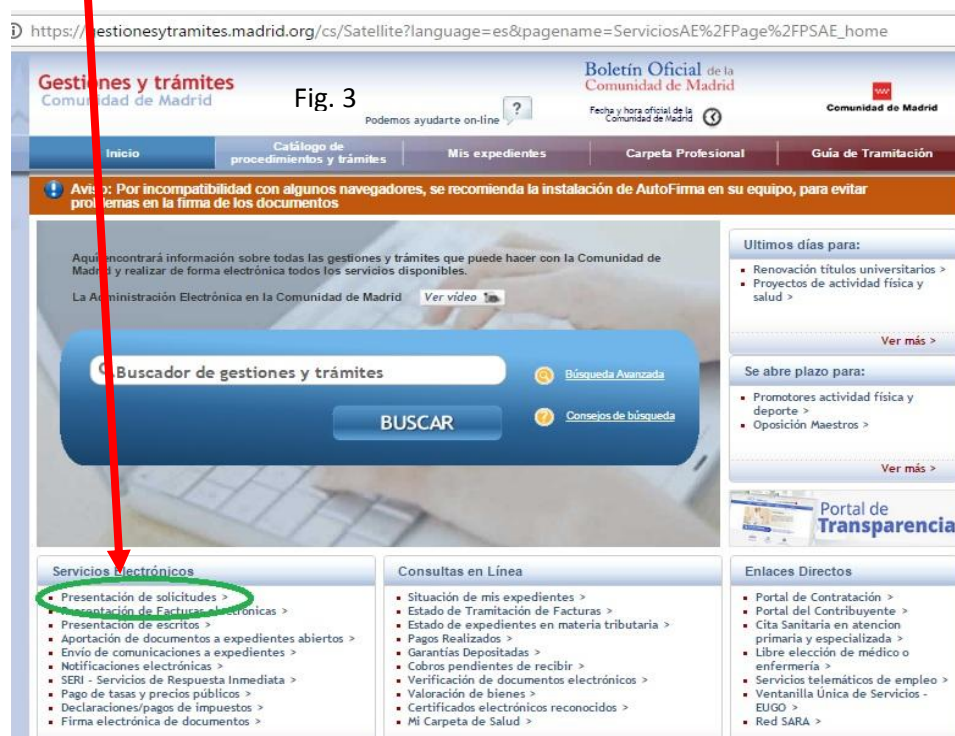 https://gestionesytramites.madrid.org/cs/Satellite?language=es&pagename=ServiciosAE%2FPage%2FPSAE_home
Gestiones y trámites
Comunidad de Madrid
Fig. 3
Podemos ayudarte on-line
?
Boletín Oficial de la
Comunidad de Madrid
Fecha y hora oficial de la
Comunidad de Madrid
Comunidad de Madrid
Inicio
Catálogo de
procedimientos y trámites
Mis expedientes
Carpeta Profesional
Guía de Tramitación
Aviso: Por incompatibilidad con algunos navegadores, se recomienda la instalación de AutoFirma en su equipo, para evitar
problemas en la firma de los documentos
Aquí encontrará información sobre todas las gestiones y trámites que puede hacer con la Comunidad de
Madrid y realizar de forma electrónica todos los servicios disponibles.
La Administración Electrónica en la Comunidad de Madrid Ver vídeo
Buscador de gestiones y trámites
BUSCAR
Búsqueda Avanzada
Consejos de búsqueda
Ultimos días para:
Renovación títulos universitarios >
Proyectos de actividad física y
salud >
Ver más >
Se abre plazo para:
Promotores actividad física y
deporte >
Oposición Maestros >
Ver más >
Portal de
Transparencia
Servicios Electrónicos
Presentación de solicitudes >
Presentación de Facturas electrónicas >
Presentación de escritos >
Aportación de documentos a expedientes abiertos >
Envío de comunicaciones a expedientes >
Notificaciones electrónicas >
SERI - Servicios de Respuesta Inmediata >
Pago de tasas y precios públicos >
Declaraciones/pagos de impuestos >
Firma electrónica de documentos >
Consultas en Línea
Situación de mis expedientes >
Estado de Tramitación de Facturas >
Estado de expedientes en materia tributaria >
Pagos Realizados >
Garantías Depositadas >
Cobros pendientes de recibir >
Verificación de documentos electrónicos >
Valoración de bienes >
Certificados electrónicos reconocidos >
Mi Carpeta de Salud >
Enlaces Directos
Portal de Contratación >
Portal del Contribuyente >
Cita Sanitaria en atencion
primaria y especializada >
Libre elección de médico o
enfermería >
Servicios telemáticos de empleo >
Ventanilla Única de Servicios -
EUGO >
Red SARA >